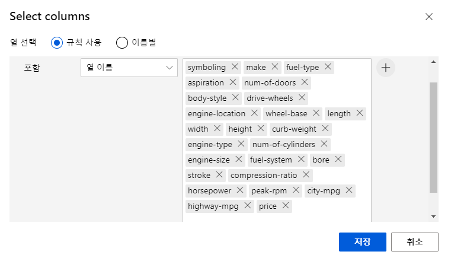 Select columns
열 선택 규칙 사용 이름별
포함 열 이름 symboling make fuel-type
aspiration num-of-doors
body-style drive-wheels
engine-location wheel-base length
width height curb-weight
engine-type num-of-cylinders
engine-size fuel-system bore
stroke compression-ratio
horsepower peak-rpm city-mpg
highway-mpg price
저장 취소